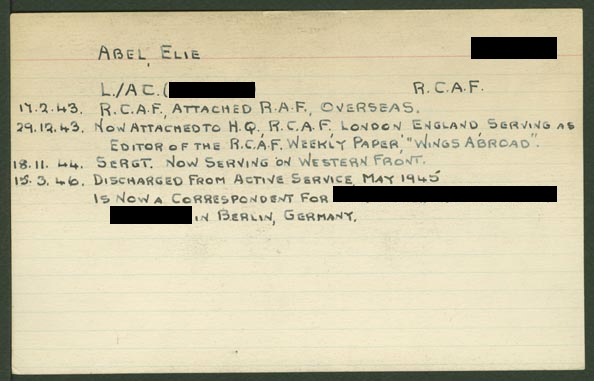 ABEL, ELIE
L./A C. ( R.C.A.F.
17.2.43. R.C.A.F., ATTACHED R.A.F., OVERSEAS.
29.12.43. NOW ATTACHED TO H.Q., R.C.A.F. LONDON, ENGLAND, SERVING AS
EDITOR OF THE R.C.A.F. WEEKLY PAPER, "WINGS ABROAD".
18.11.44. SERGT. NOW SERVING ON WESTERN FRONT.
15.3.46. DISCHARGED FROM ACTIVE SERVICE, MAY 1945
IS NOW A CORRESPONDENT FOR
IN BERLIN, GERMANY.